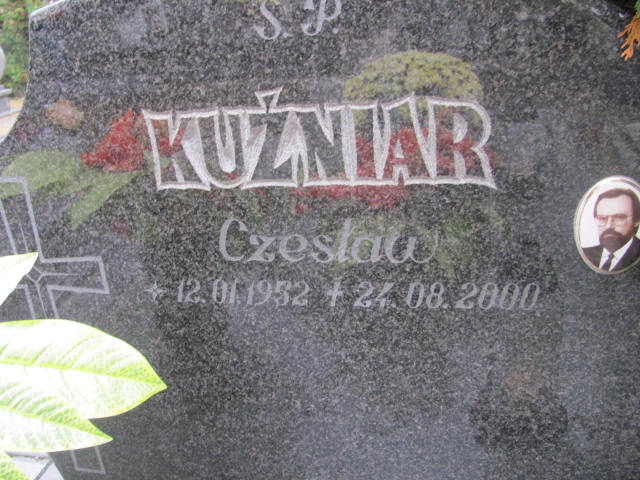 Ś.P.
KUŹNIAR
Czesław
* 12.01.1952 + 24.08.2000